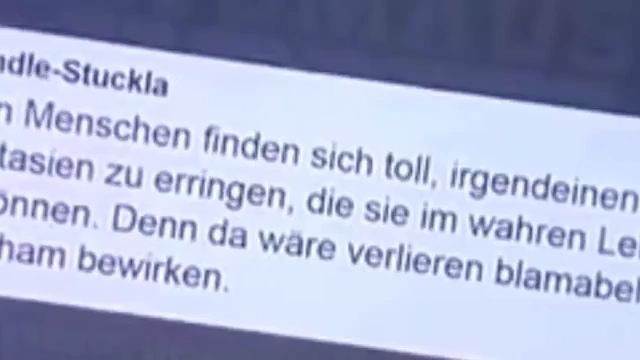 ndle-Stuckla
n Menschen finden sich toll, irgendeinen
tasien zu erringen, die sie im wahren Le
önnen. Denn da wäre verlieren blamabel
ham bewirken.